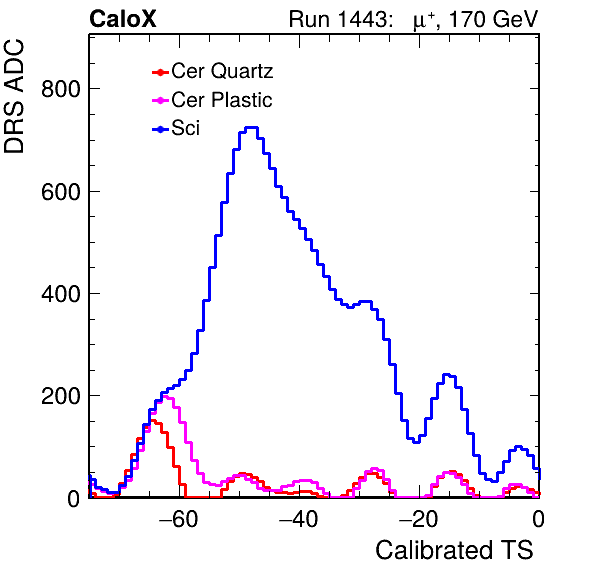 CaloX Run 1443: μ⁺, 170 GeV
DRS ADC
Cer Quartz
Cer Plastic
Sci
800
600
400
200
0
−60 −40 −20 0
Calibrated TS